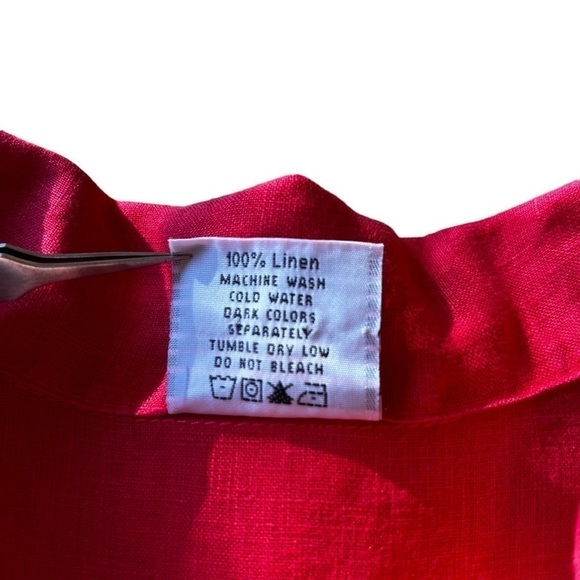 100% Linen
MACHINE WASH
COLD WATER
DARK COLORS
SEPARATELY
TUMBLE DRY LOW
DO NOT BLEACH